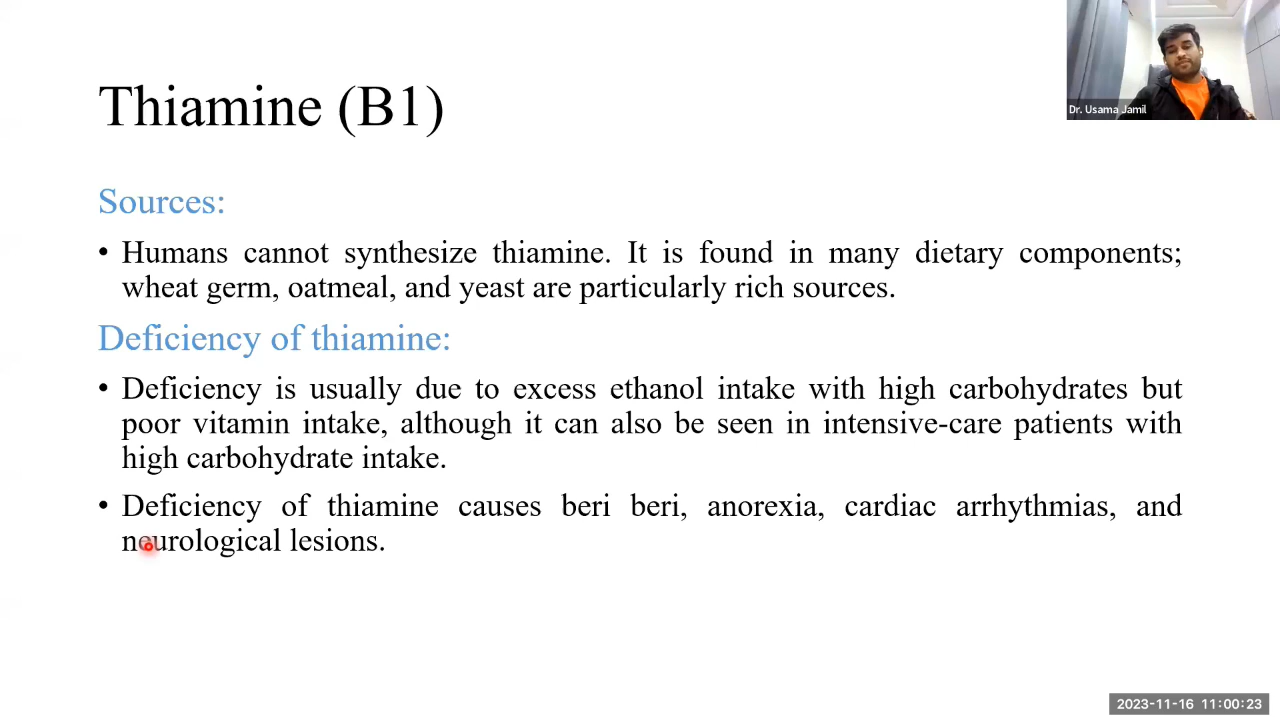 Thiamine (B1)
Dr. Usama Jamil
Sources:
• Humans cannot synthesize thiamine. It is found in many dietary components;
wheat germ, oatmeal, and yeast are particularly rich sources.
Deficiency of thiamine:
• Deficiency is usually due to excess ethanol intake with high carbohydrates but
poor vitamin intake, although it can also be seen in intensive-care patients with
high carbohydrate intake.
• Deficiency of thiamine causes beri beri, anorexia, cardiac arrhythmias, and
neurological lesions.
2023-11-16 11:00:23